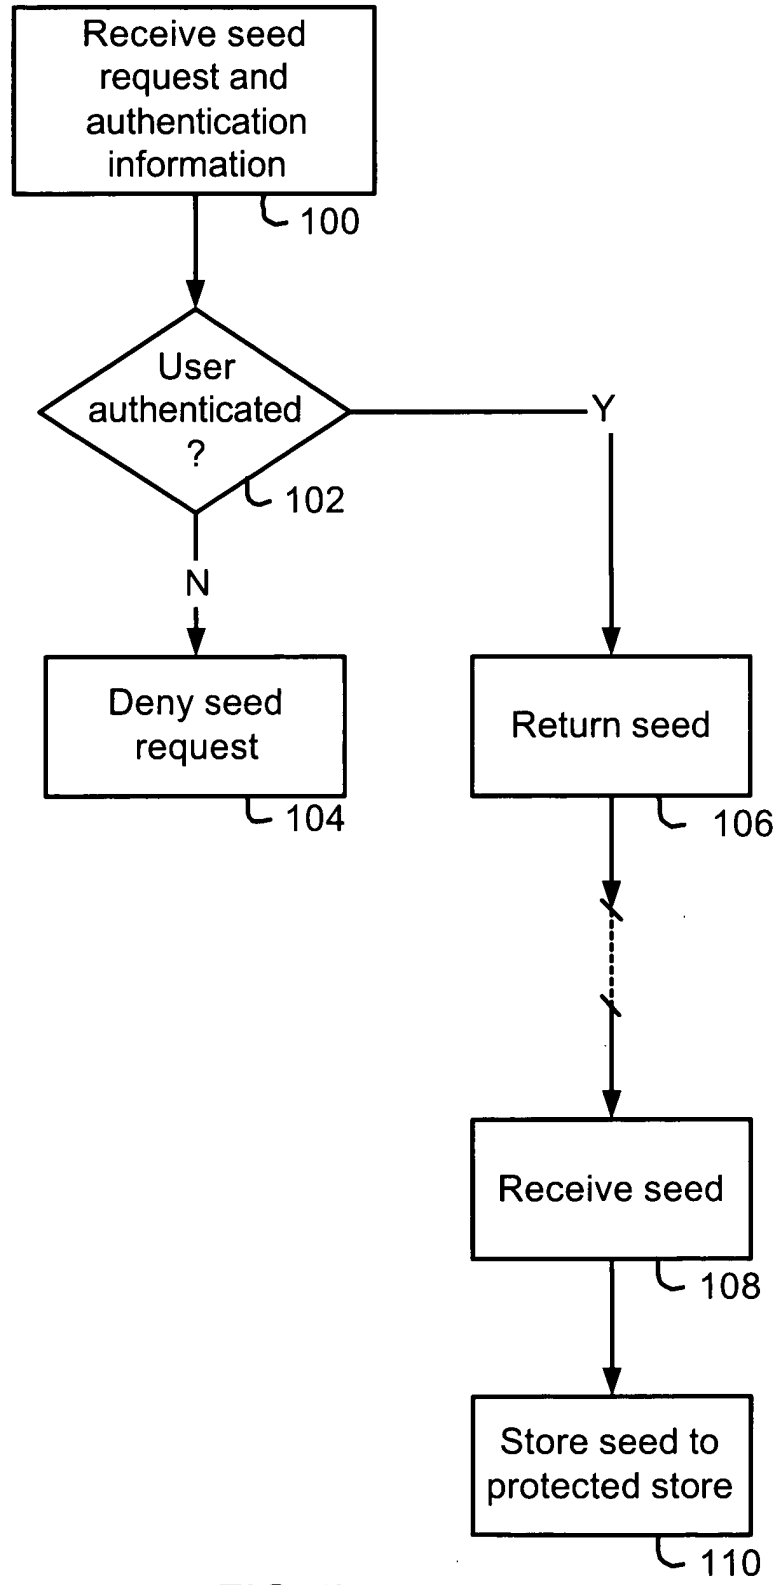 Receive seed
request and
authentication
information
100
User
authenticated
?
102
Y
N
Deny seed
request
104
Return seed
106
Receive seed
108
Store seed to
protected store
110